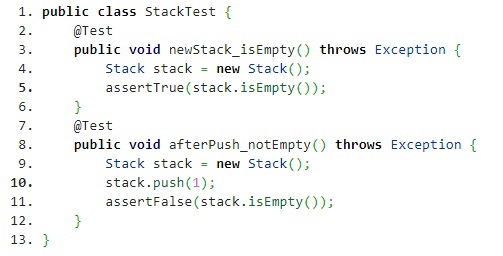 1. public class StackTest {
2. @Test
3. public void newStack_isEmpty() throws Exception {
4. Stack stack = new Stack();
5. assertTrue(stack.isEmpty());
6. }
7. @Test
8. public void afterPush_notEmpty() throws Exception {
9. Stack stack = new Stack();
10. stack.push(1);
11. assertFalse(stack.isEmpty());
12. }
13. }